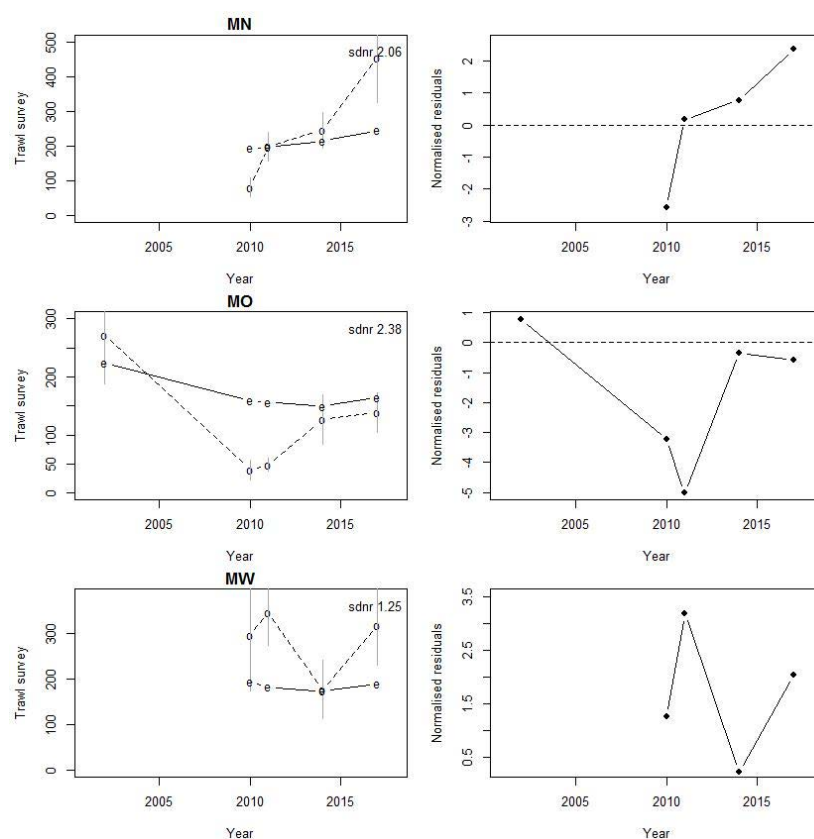 MN
Trawl survey
500
400
300
200
100
0
sdnr 2.06
o
o
o
o
e
e
e
e
2005
2010
2015
Year
Normalised residuals
2
1
0
-1
-2
-3
2005
2010
2015
Year
MO
Trawl survey
300
200
100
50
0
sdnr 2.38
o
o
o
o
o
e
e
e
e
e
2005
2010
2015
Year
Normalised residuals
1
0
-1
-2
-3
-4
-5
2005
2010
2015
Year
MW
Trawl survey
300
200
100
0
sdnr 1.25
o
o
o
o
e
e
e
e
2005
2010
2015
Year
Normalised residuals
3.5
2.5
1.5
0.5
2005
2010
2015
Year